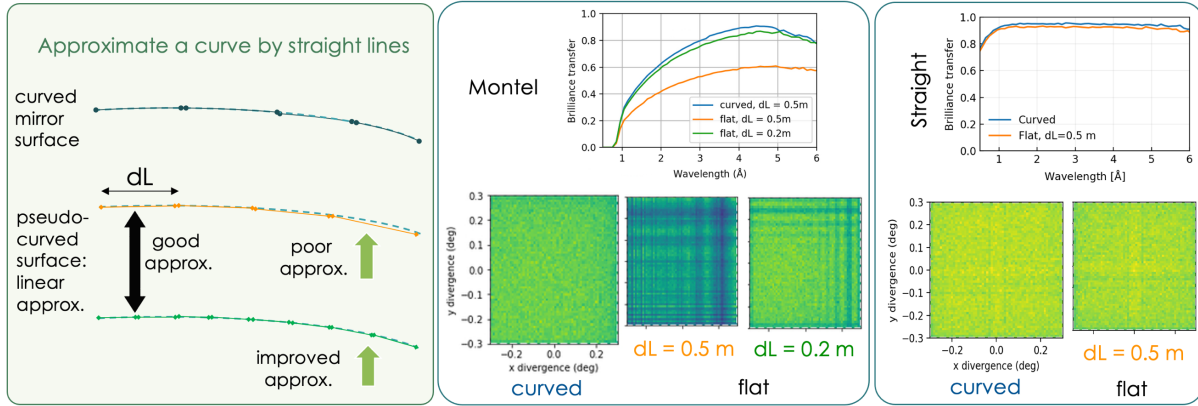 Approximate a curve by straight lines
curved
mirror
surface
dL
pseudo-
curved
surface:
linear
approx.
good
approx.
poor
approx.
improved
approx.
Montel
Brilliance transfer
1.0
0.8
0.6
0.4
0.2
0.0
curved, dL = 0.5m
flat, dL = 0.5m
flat, dL = 0.2m
1 2 3 4 5 6
Wavelength (Å)
y divergence (deg)
0.3
0.2
0.1
0.0
−0.1
−0.2
−0.3
−0.2 0.0 0.2
x divergence (deg)
curved
dL = 0.5 m
dL = 0.2 m
flat
Straight
Brilliance transfer
1.0
0.8
0.6
0.4
0.2
0.0
Curved
Flat, dL=0.5 m
1 2 3 4 5 6
Wavelength [Å]
y divergence (deg)
0.3
0.2
0.1
0.0
−0.1
−0.2
−0.3
−0.2 0.0 0.2
x divergence (deg)
curved
dL = 0.5 m
flat